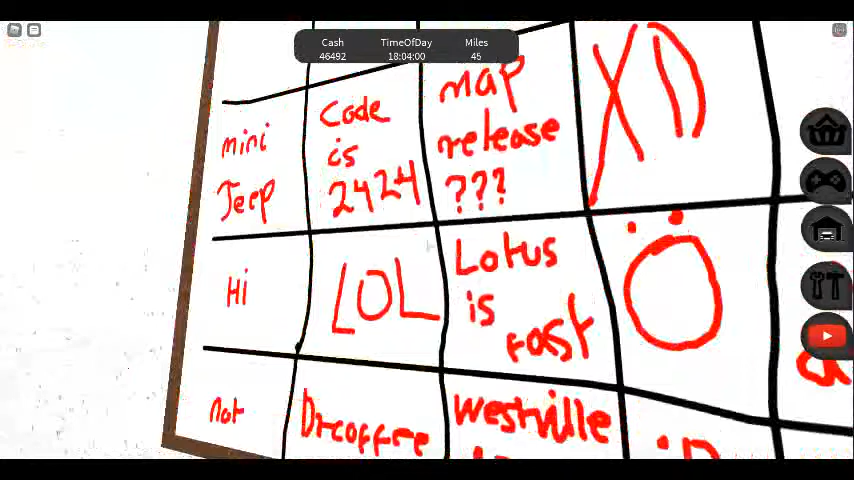 Cash TimeOfDay Miles
46492 18:04:00 45
mini
Jeep
Code
is
2424
map
release
???
XD
Hi
LOL
Lotus
is
Fast
Ö
not
Drcoffee
westville